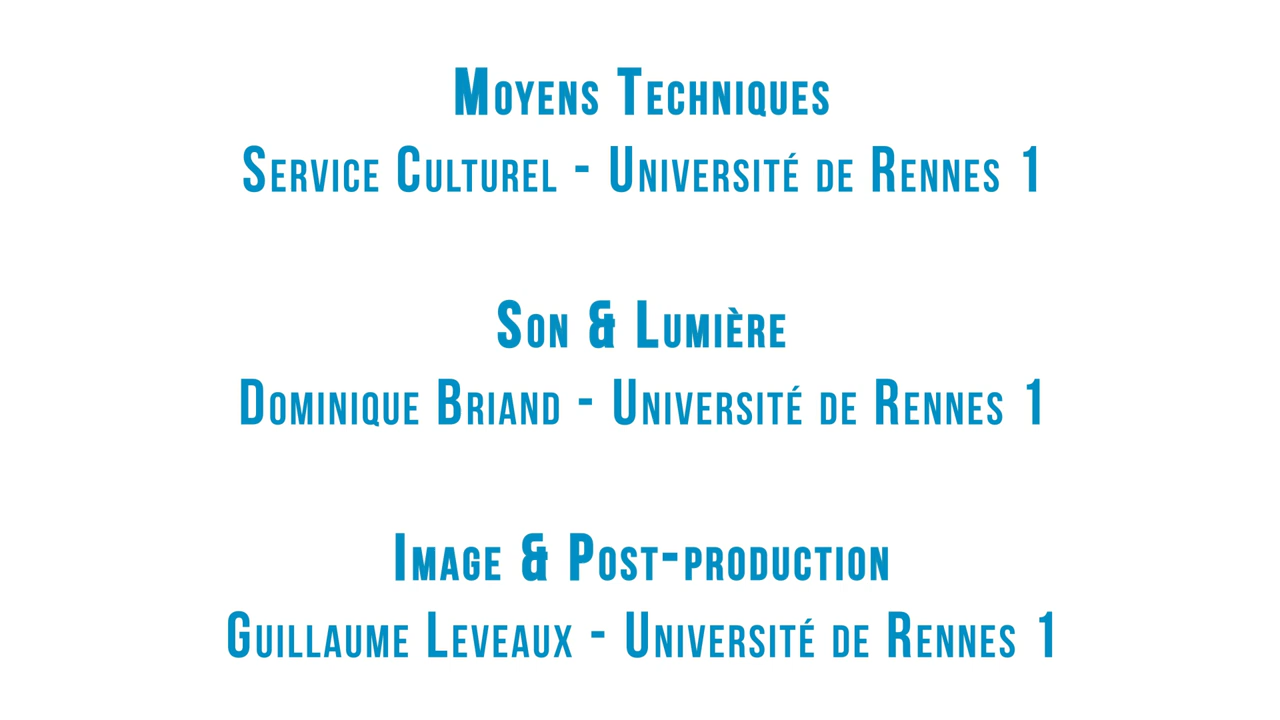 Moyens Techniques
Service Culturel - Université de Rennes 1
Son & Lumière
Dominique Briand - Université de Rennes 1
Image & Post-production
Guillaume Leveaux - Université de Rennes 1